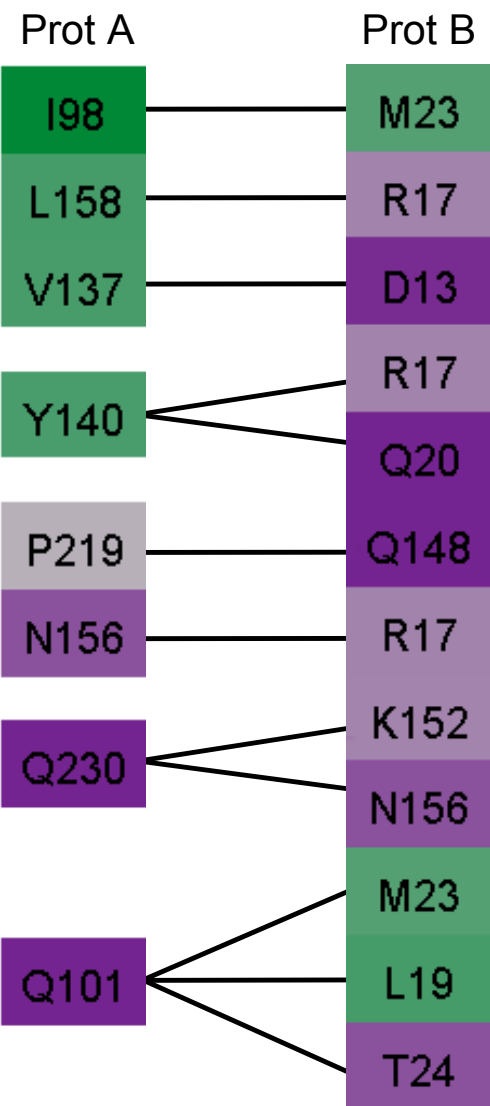 Prot A Prot B
I98 M23
L158 R17
V137 D13
R17
Y140
Q20
P219 Q148
N156 R17
K152
Q230
N156
M23
Q101 L19
T24